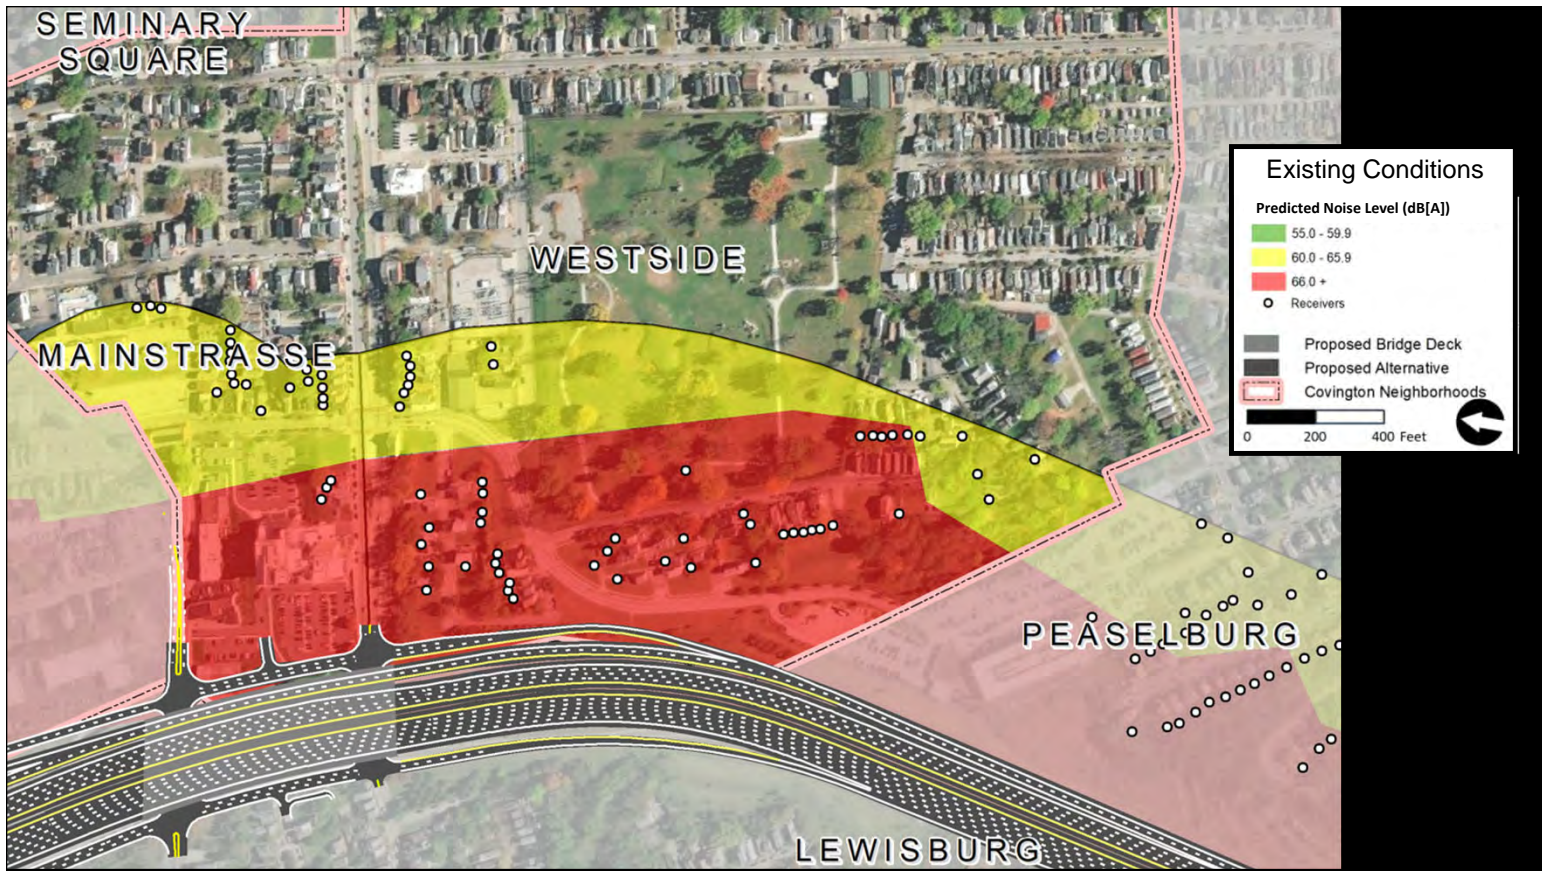 SEMINARY
SQUARE
WESTSIDE
MAINSTRASSE
PEASELBURG
LEWISBURG
Existing Conditions
Predicted Noise Level (dB[A])
55.0 - 59.9
60.0 - 65.9
66.0 +
Receivers
Proposed Bridge Deck
Proposed Alternative
Covington Neighborhoods
0 200 400 Feet